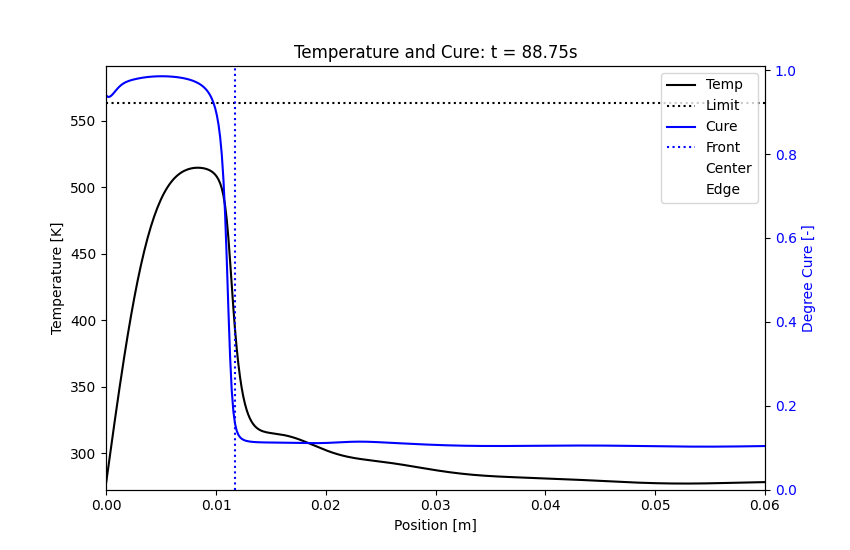 Temperature and Cure: t = 88.75s
Temp
Limit
Cure
Front
Center
Edge
550
500
450
400
350
300
Temperature [K]
1.0
0.8
0.6
0.4
0.2
0.0
Degree Cure [-]
0.00 0.01 0.02 0.03 0.04 0.05 0.06
Position [m]